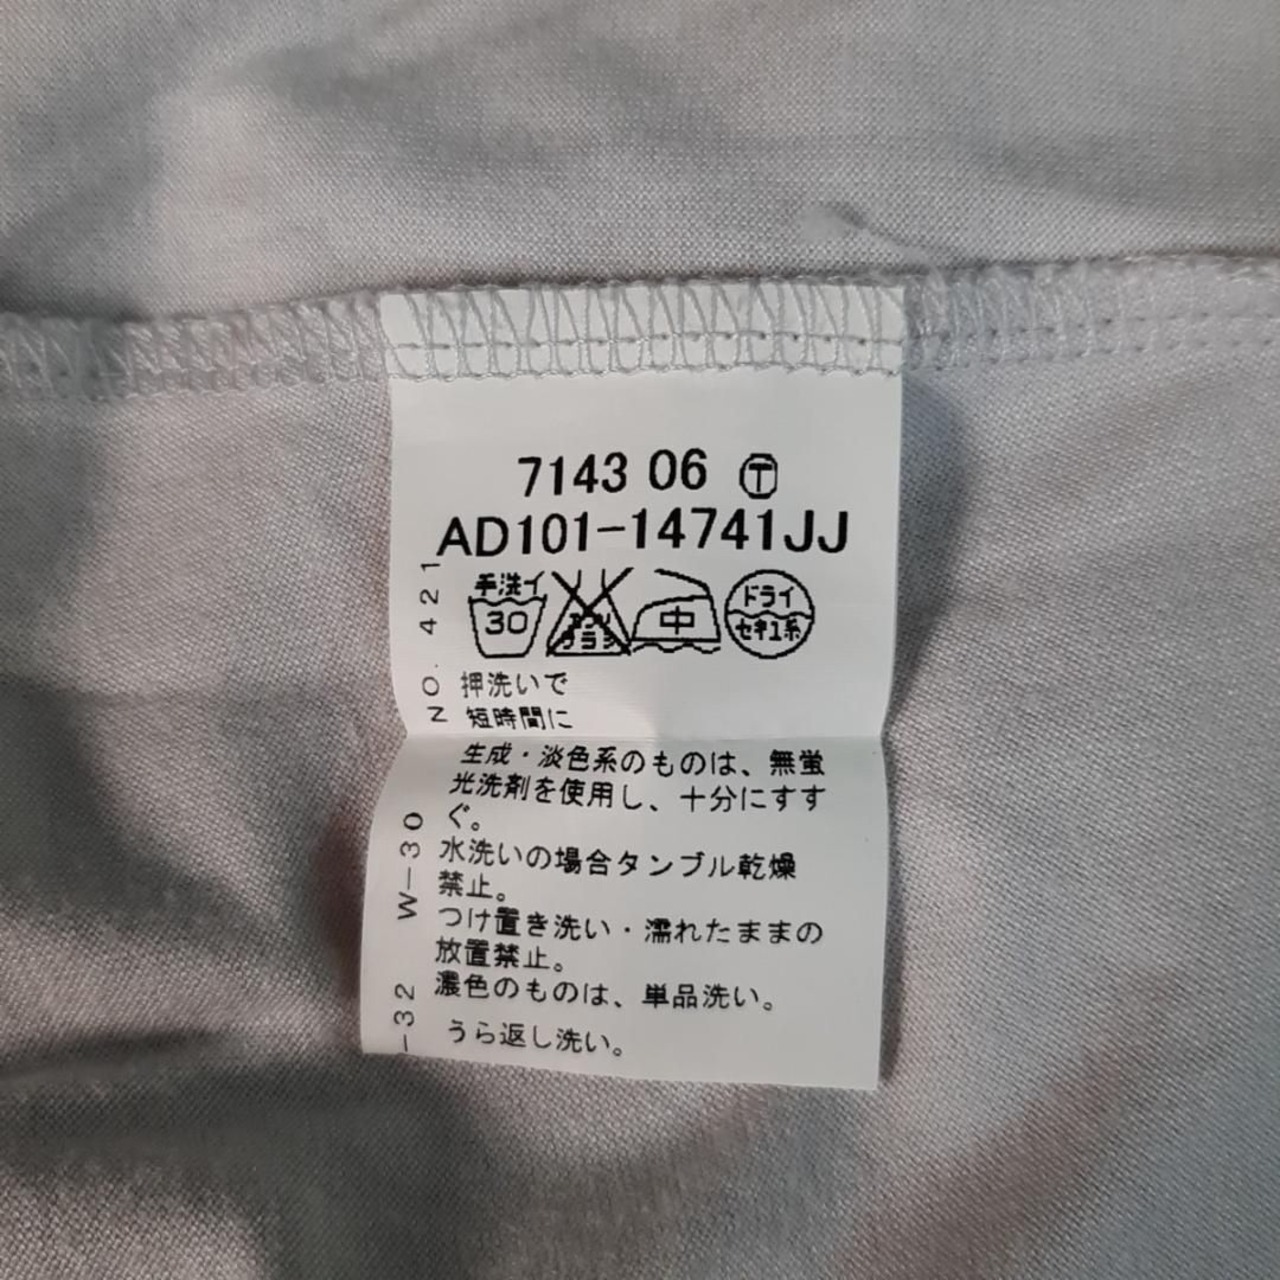 7143 06 Ⓣ
AD101-14741JJ
手洗イ
30
中
ドライ
セキユ系
押洗いで
短時間に
生成・淡色系のものは、無蛍
光洗剤を使用し、十分にすす
ぐ。
水洗いの場合タンブル乾燥
禁止。
つけ置き洗い・濡れたままの
放置禁止。
濃色のものは、単品洗い。
うら返し洗い。
-32 W-30 NO. 421